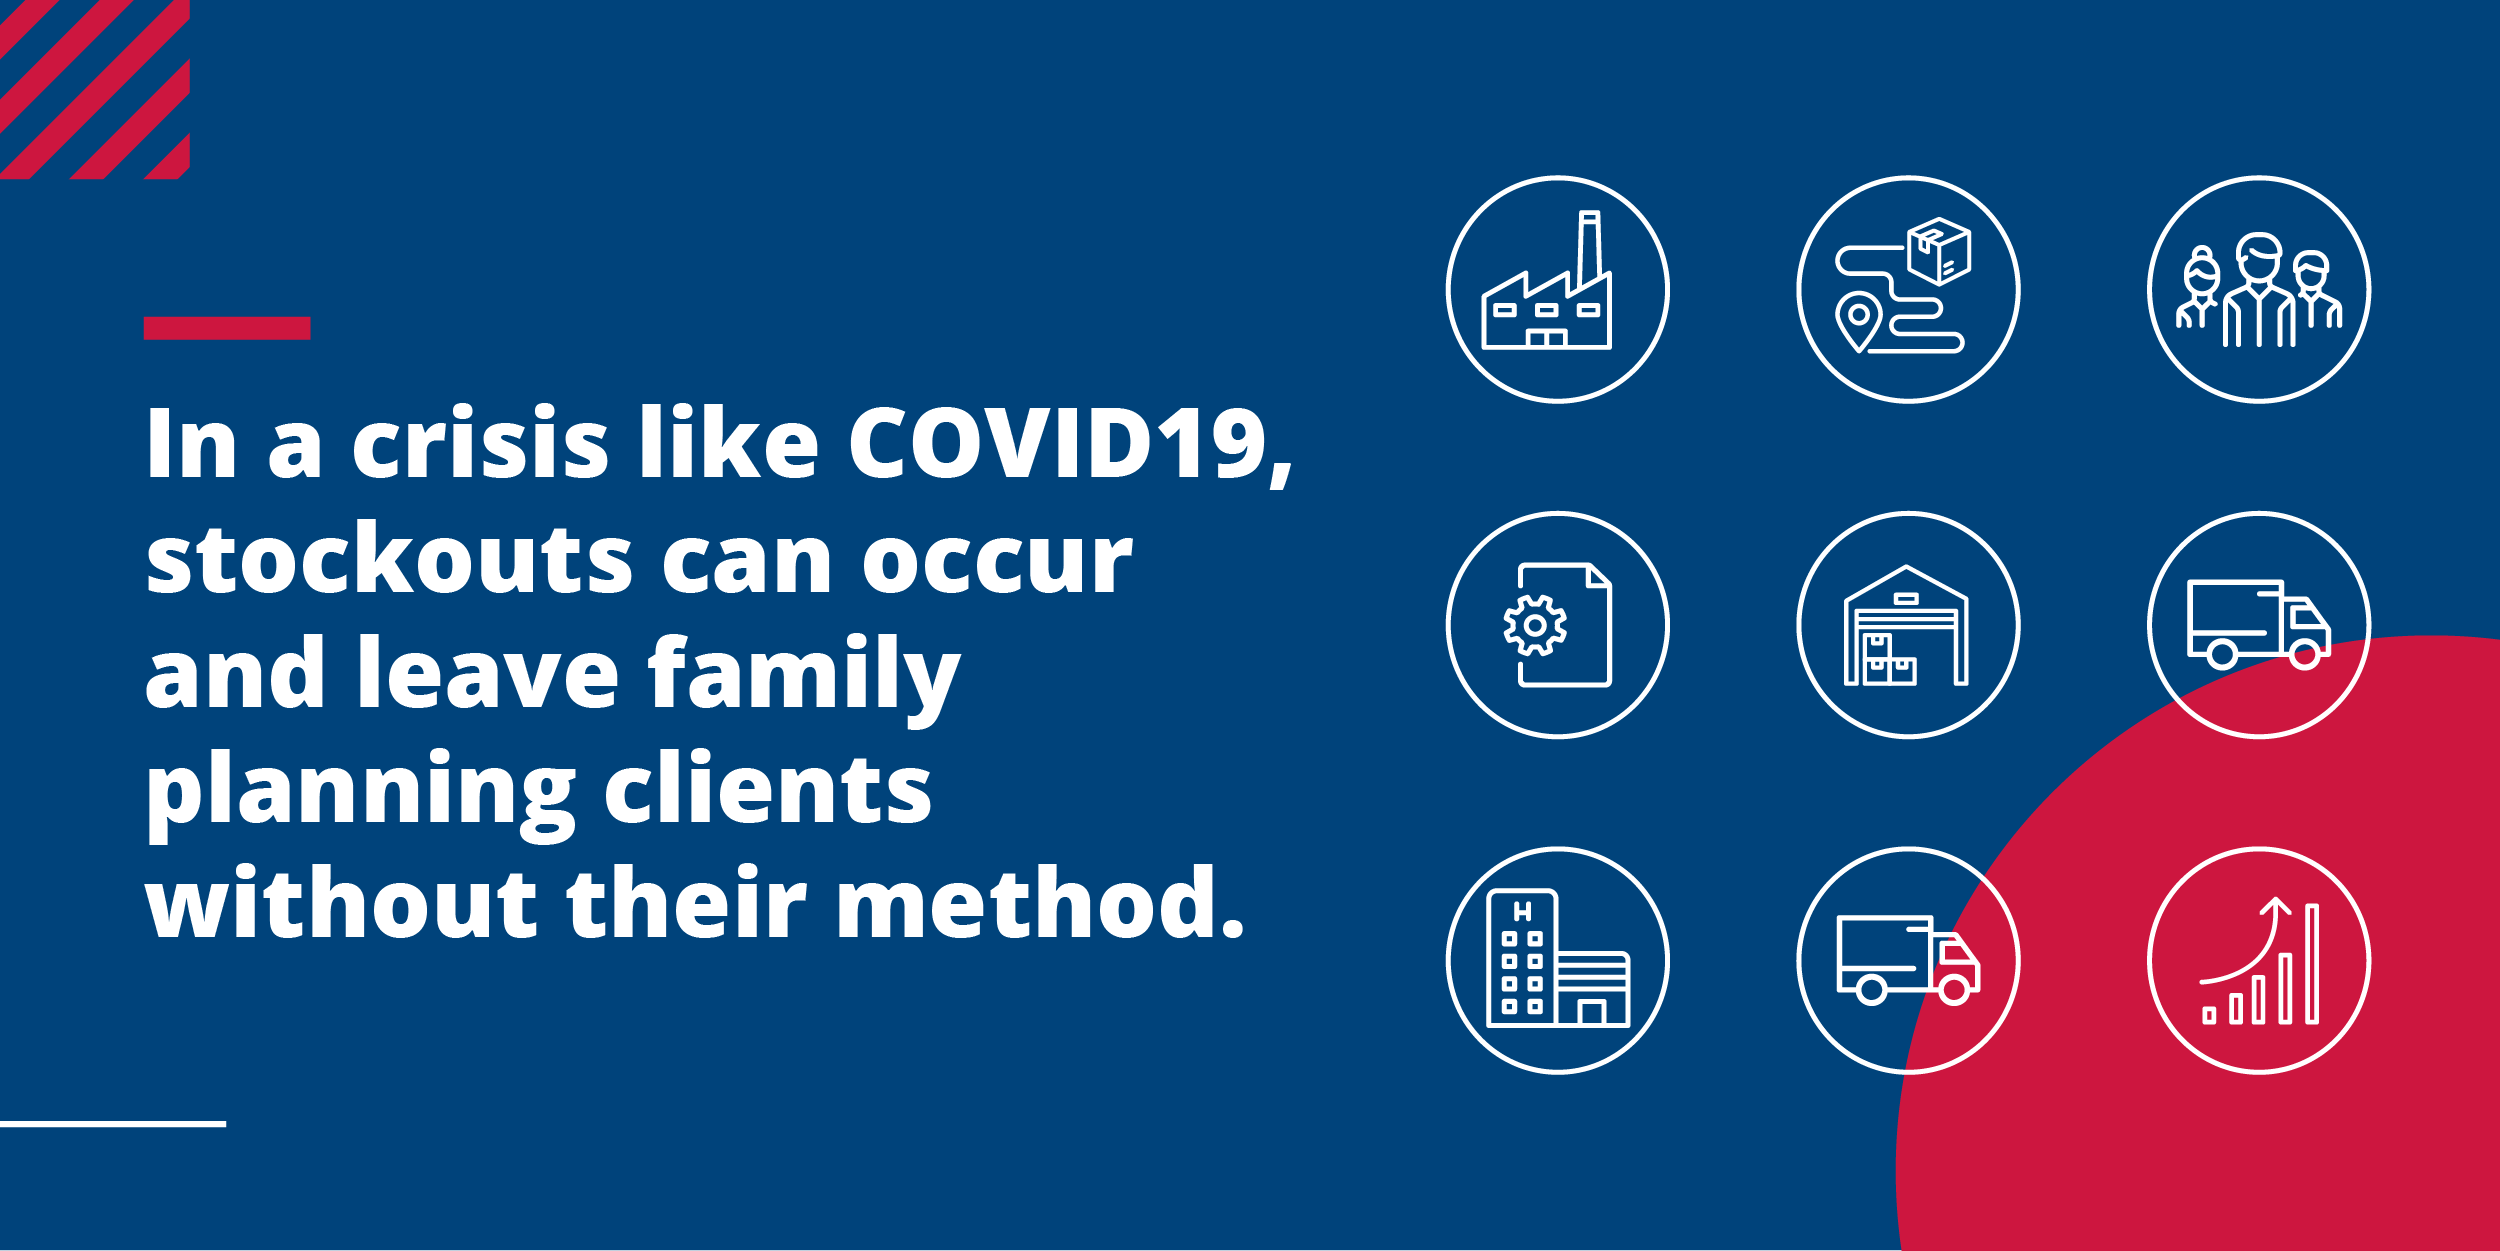 In a crisis like COVID19,
stockouts can occur
and leave family
planning clients
without their method.
H